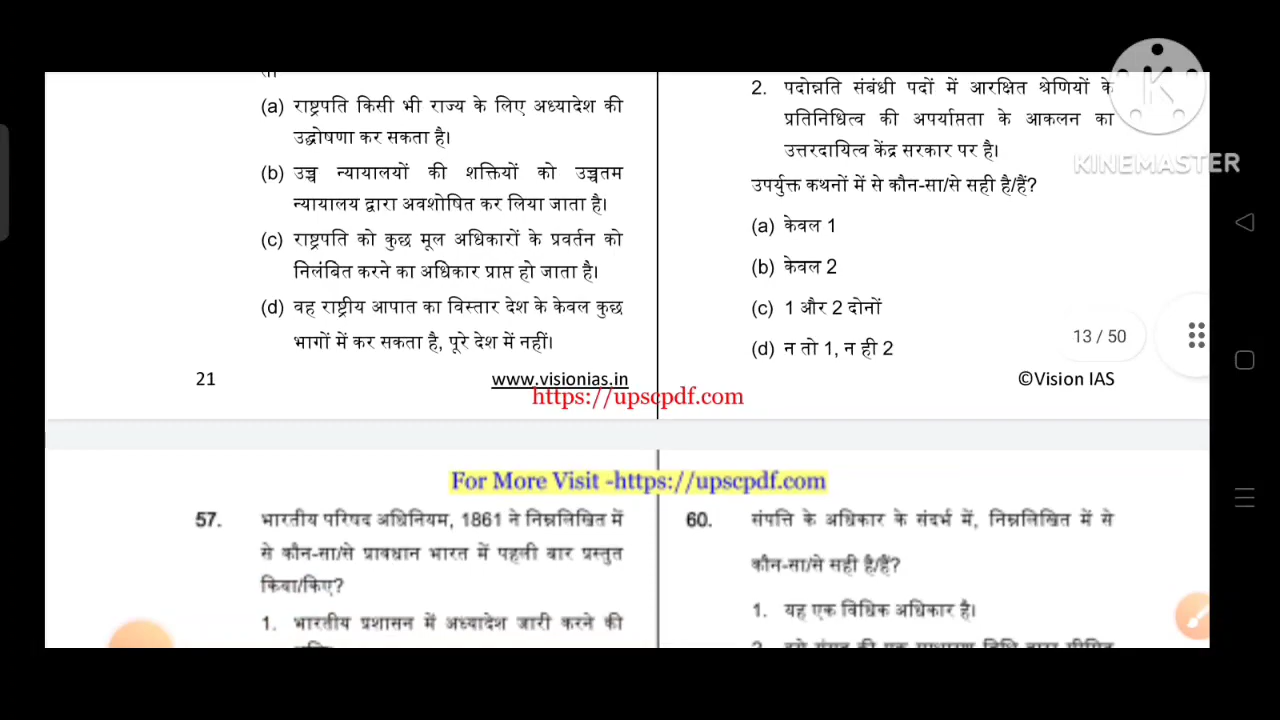 (a) राष्ट्रपति किसी भी राज्य के लिए अध्यादेश की
उद्घोषणा कर सकता है।
(b) उच्च न्यायालयों की शक्तियों को उच्चतम
न्यायालय द्वारा अवशोषित कर लिया जाता है।
(c) राष्ट्रपति को कुछ मूल अधिकारों के प्रवर्तन को
निलंबित करने का अधिकार प्राप्त हो जाता है।
(d) वह राष्ट्रीय आपात का विस्तार देश के केवल कुछ
भागों में कर सकता है, पूरे देश में नहीं।
2. पदोन्नति संबंधी पदों में आरक्षित श्रेणियों के
प्रतिनिधित्व की अपर्याप्तता के आकलन का
उत्तरदायित्व केंद्र सरकार पर है।
उपर्युक्त कथनों में से कौन-सा/से सही है/हैं?
(a) केवल 1
(b) केवल 2
(c) 1 और 2 दोनों
(d) न तो 1, न ही 2
KINEMASTER
13 / 50
21 www.visionias.in ©Vision IAS
https://upscpdf.com
For More Visit -https://upscpdf.com
57. भारतीय परिषद अधिनियम, 1861 ने निम्नलिखित में
से कौन-सा/से प्रावधान भारत में पहली बार प्रस्तुत
किया/किए?
1. भारतीय प्रशासन में अध्यादेश जारी करने की
60. संपत्ति के अधिकार के संदर्भ में, निम्नलिखित में से
कौन-सा/से सही है/हैं?
1. यह एक विधिक अधिकार है।